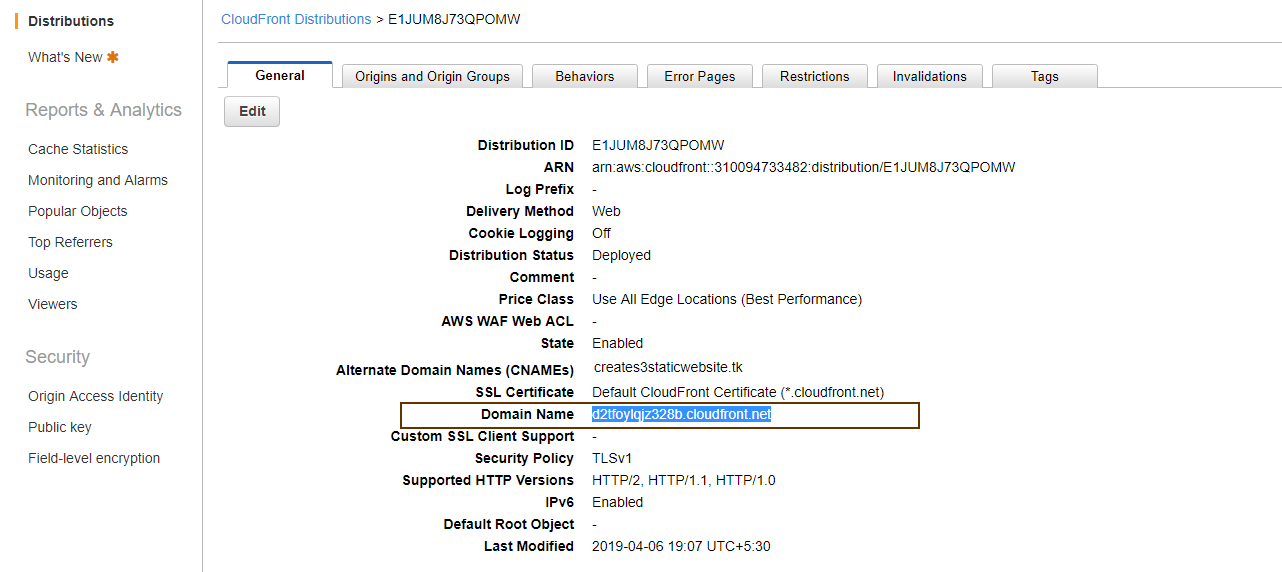 Distributions
What's New
Reports & Analytics
Cache Statistics
Monitoring and Alarms
Popular Objects
Top Referrers
Usage
Viewers
Security
Origin Access Identity
Public key
Field-level encryption
CloudFront Distributions > E1JUM8J73QPOMW
General Origins and Origin Groups Behaviors Error Pages Restrictions Invalidations Tags
Edit
Distribution ID E1JUM8J73QPOMW
ARN arn:aws:cloudfront::310094733482:distribution/E1JUM8J73QPOMW
Log Prefix -
Delivery Method Web
Cookie Logging Off
Distribution Status Deployed
Comment -
Price Class Use All Edge Locations (Best Performance)
AWS WAF Web ACL -
State Enabled
Alternate Domain Names (CNAMEs) creates3staticwebsite.tk
SSL Certificate Default CloudFront Certificate (*.cloudfront.net)
Domain Name d2tfoylqjz328b.cloudfront.net
Custom SSL Client Support -
Security Policy TLSv1
Supported HTTP Versions HTTP/2, HTTP/1.1, HTTP/1.0
IPv6 Enabled
Default Root Object -
Last Modified 2019-04-06 19:07 UTC+5:30